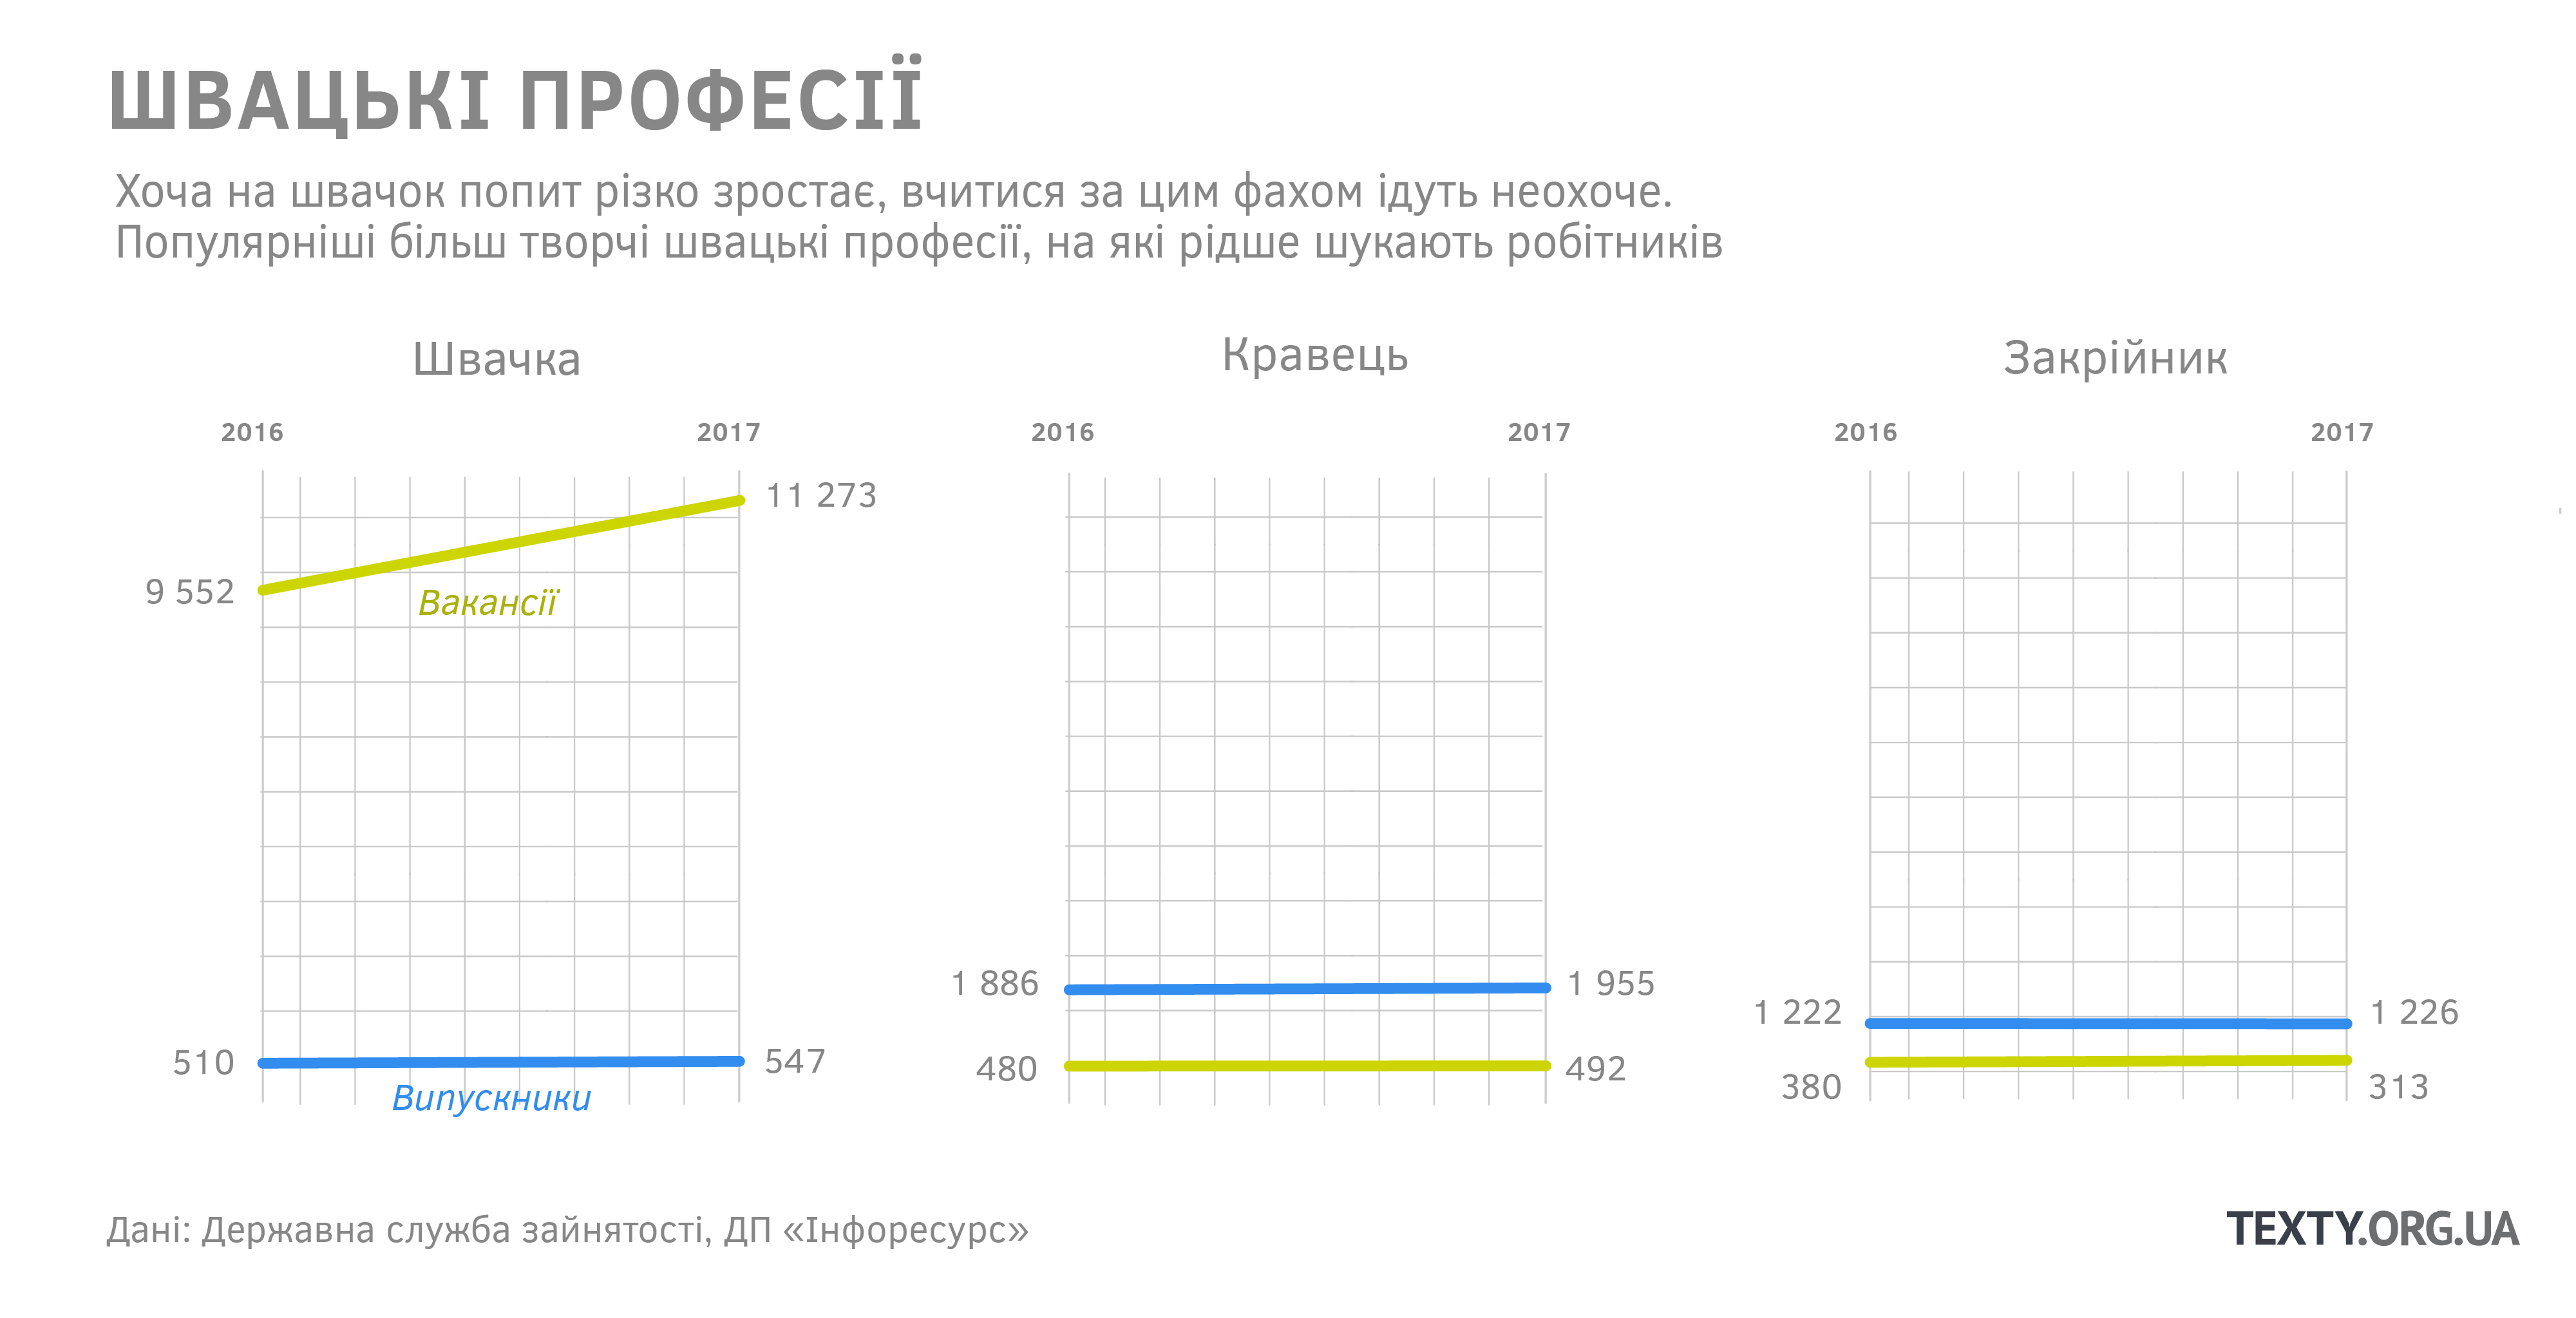 ШВАЦЬКІ ПРОФЕСІЇ
Хоча на швачок попит різко зростає, вчитися за цим фахом ідуть неохоче.
Популярніші більш творчі швацькі професії, на які рідше шукають робітників
Швачка
2016 2017
11 273
9 552
Вакансії
510
547
Випускники
Кравець
2016 2017
1 886
1 955
480
492
Закрійник
2016 2017
1 222
1 226
380
313
Дані: Державна служба зайнятості, ДП «Інфоресурс»
TEXTY.ORG.UA